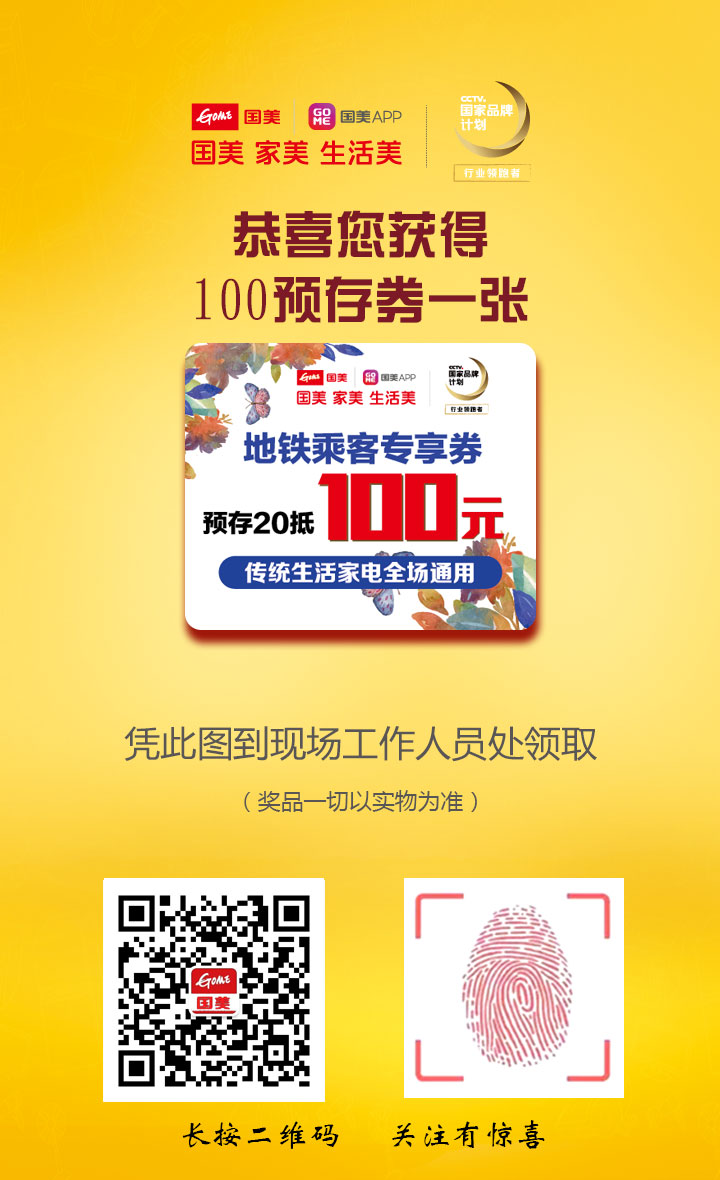 GOME 国美 GOME 国美APP
国美 家美 生活美
CCTV.
国家品牌
计划
行业领跑者
恭喜您获得
100预存券一张
GOME 国美 GOME 国美APP
国美 家美 生活美
CCTV.
国家品牌
计划
行业领跑者
地铁乘客专享券
预存20抵100元
传统生活家电全场通用
凭此图到现场工作人员处领取
（奖品一切以实物为准）
GOME
国美
长按二维码 关注有惊喜